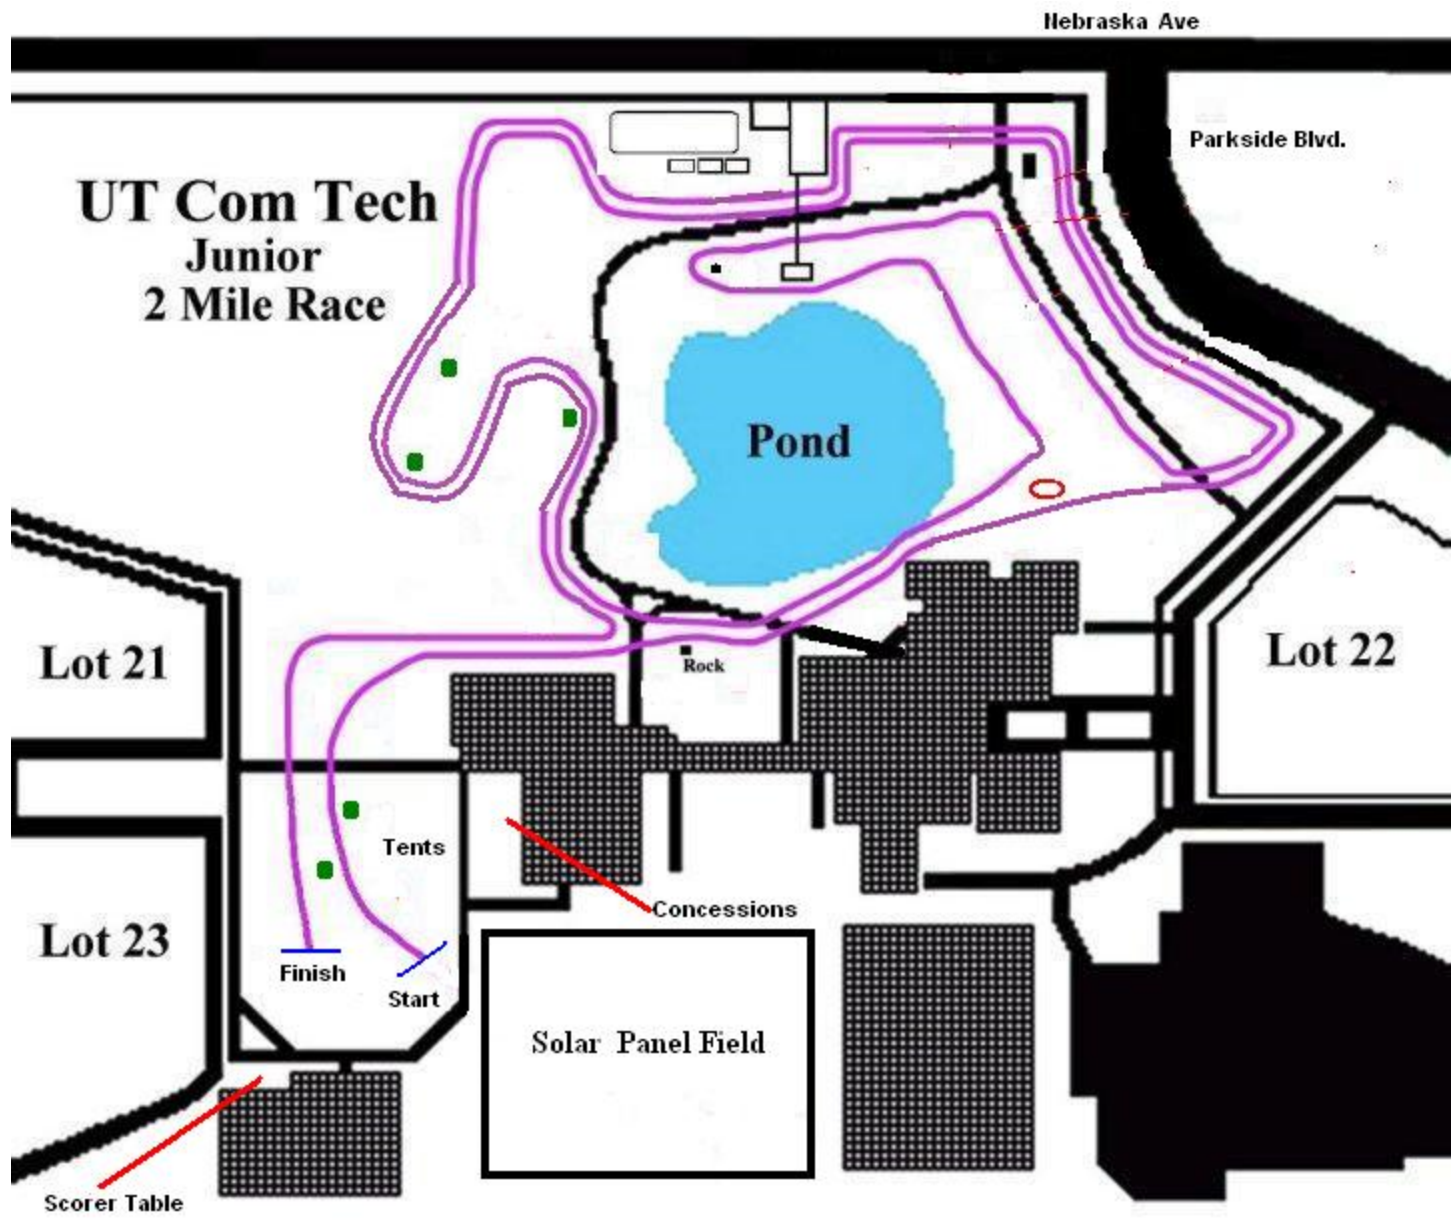 Nebraska Ave
Parkside Blvd.
UT Com Tech
Junior
2 Mile Race
Pond
Lot 21
Rock
Lot 22
Tents
Concessions
Lot 23
Finish
Start
Solar Panel Field
Scorer Table